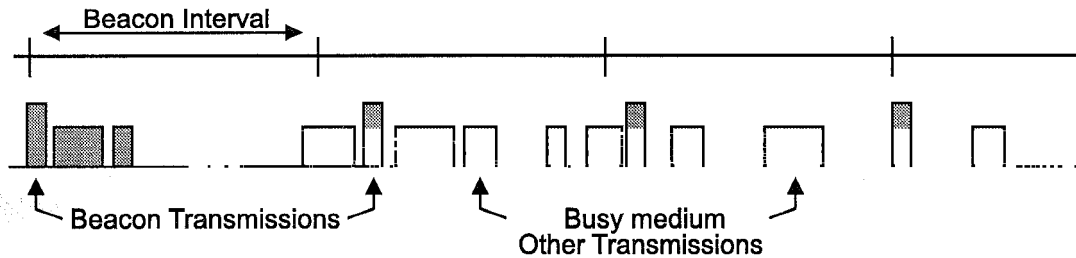 Beacon Interval
Beacon Transmissions
Busy medium
Other Transmissions